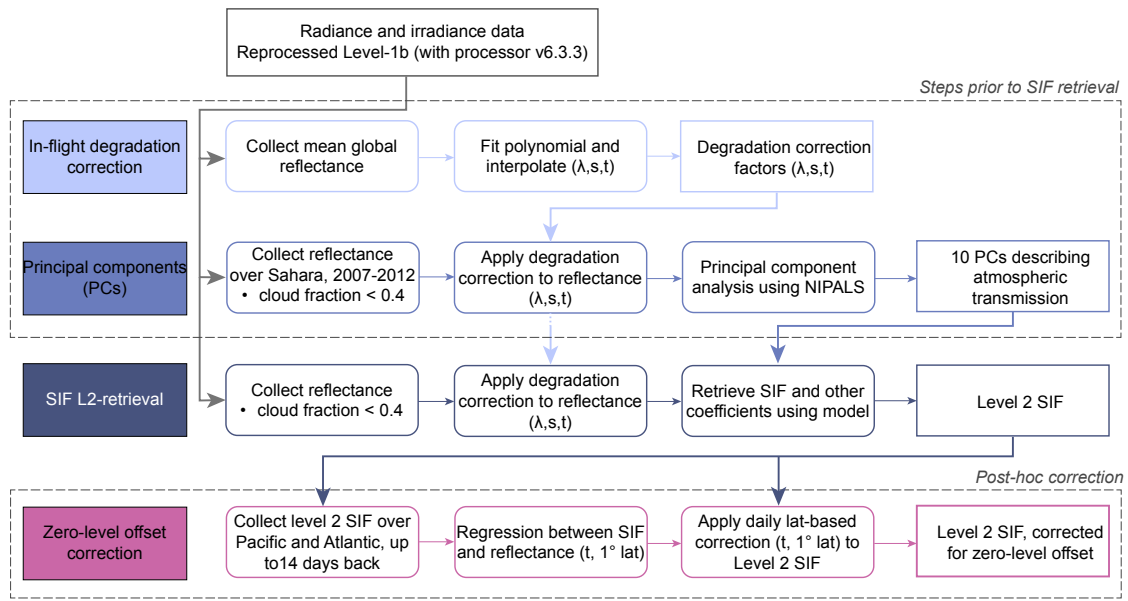 Radiance and irradiance data
Reprocessed Level-1b (with processor v6.3.3)
Steps prior to SIF retrieval
In-flight degradation
correction
Collect mean global
reflectance
Fit polynomial and
interpolate (λ,s,t)
Degradation correction
factors (λ,s,t)
Principal components
(PCs)
Collect reflectance
over Sahara, 2007-2012
• cloud fraction < 0.4
Apply degradation
correction to reflectance
(λ,s,t)
Principal component
analysis using NIPALS
10 PCs describing
atmospheric
transmission
SIF L2-retrieval
Collect reflectance
• cloud fraction < 0.4
Apply degradation
correction to reflectance
(λ,s,t)
Retrieve SIF and other
coefficients using model
Level 2 SIF
Post-hoc correction
Zero-level offset
correction
Collect level 2 SIF over
Pacific and Atlantic, up
to14 days back
Regression between SIF
and reflectance (t, 1° lat)
Apply daily lat-based
correction (t, 1° lat) to
Level 2 SIF
Level 2 SIF, corrected
for zero-level offset